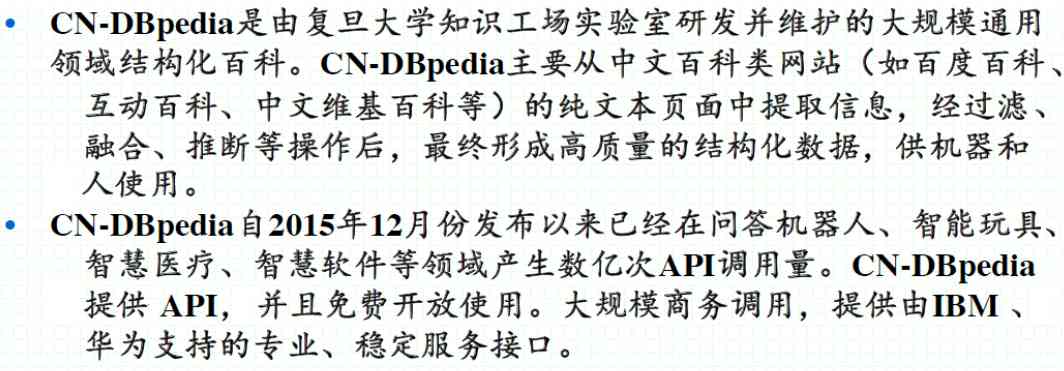 • CN-DBpedia是由复旦大学知识工场实验室研发并维护的大规模通用
领域结构化百科。CN-DBpedia主要从中文百科类网站（如百度百科、
互动百科、中文维基百科等）的纯文本页面中提取信息，经过滤、
融合、推断等操作后，最终形成高质量的结构化数据，供机器和
人使用。
• CN-DBpedia自2015年12月份发布以来已经在问答机器人、智能玩具、
智慧医疗、智慧软件等领域产生数亿次API调用量。CN-DBpedia
提供 API，并且免费开放使用。大规模商务调用，提供由IBM 、
华为支持的专业、稳定服务接口。